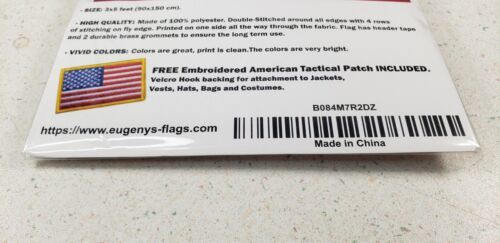 - SIZE: 3x5 feet (90x150 cm).
- HIGH QUALITY: Made of 100% polyester. Double-Stitched around all edges with 4 rows
of stitching on fly edge. Printed on one side all the way through the fabric. Flag has header tape
and 2 durable brass grommets to ensure the long term use.
- VIVID COLORS: Colors are great, print is clean.The colors are very bright.
FREE Embroidered American Tactical Patch INCLUDED.
Velcro Hook backing for attachment to Jackets,
Vests, Hats, Bags and Costumes.
B084M7R2DZ
https://www.eugenys-flags.com
Made in China